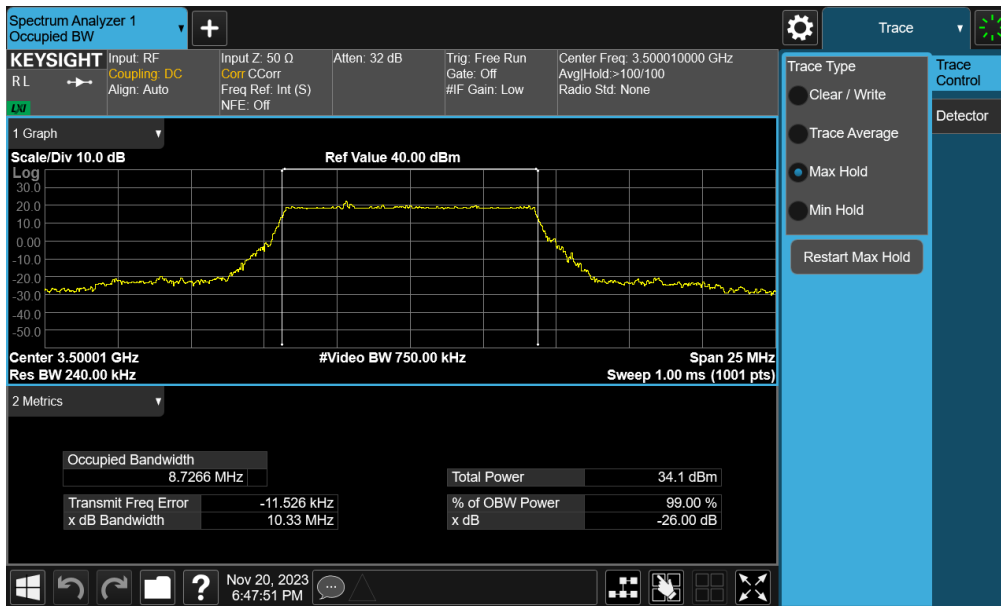 Spectrum Analyzer 1
Occupied BW
Trace
KEYSIGHT
R L
LXI
Input: RF
Coupling: DC
Align: Auto
Input Z: 50 Ω
Corr CCorr
Freq Ref: Int (S)
NFE: Off
Atten: 32 dB
Trig: Free Run
Gate: Off
#IF Gain: Low
Center Freq: 3.500010000 GHz
Avg|Hold:>100/100
Radio Std: None
Trace Type
Clear / Write
Trace Average
Max Hold
Min Hold
Restart Max Hold
Trace
Control
Detector
1 Graph
Scale/Div 10.0 dB
Ref Value 40.00 dBm
Log
30.0
20.0
10.0
0.00
-10.0
-20.0
-30.0
-40.0
-50.0
Center 3.50001 GHz
#Video BW 750.00 kHz
Span 25 MHz
Res BW 240.00 kHz
Sweep 1.00 ms (1001 pts)
2 Metrics
Occupied Bandwidth
8.7266 MHz
Total Power 34.1 dBm
Transmit Freq Error -11.526 kHz
% of OBW Power 99.00 %
x dB Bandwidth 10.33 MHz
x dB -26.00 dB
?
Nov 20, 2023
6:47:51 PM